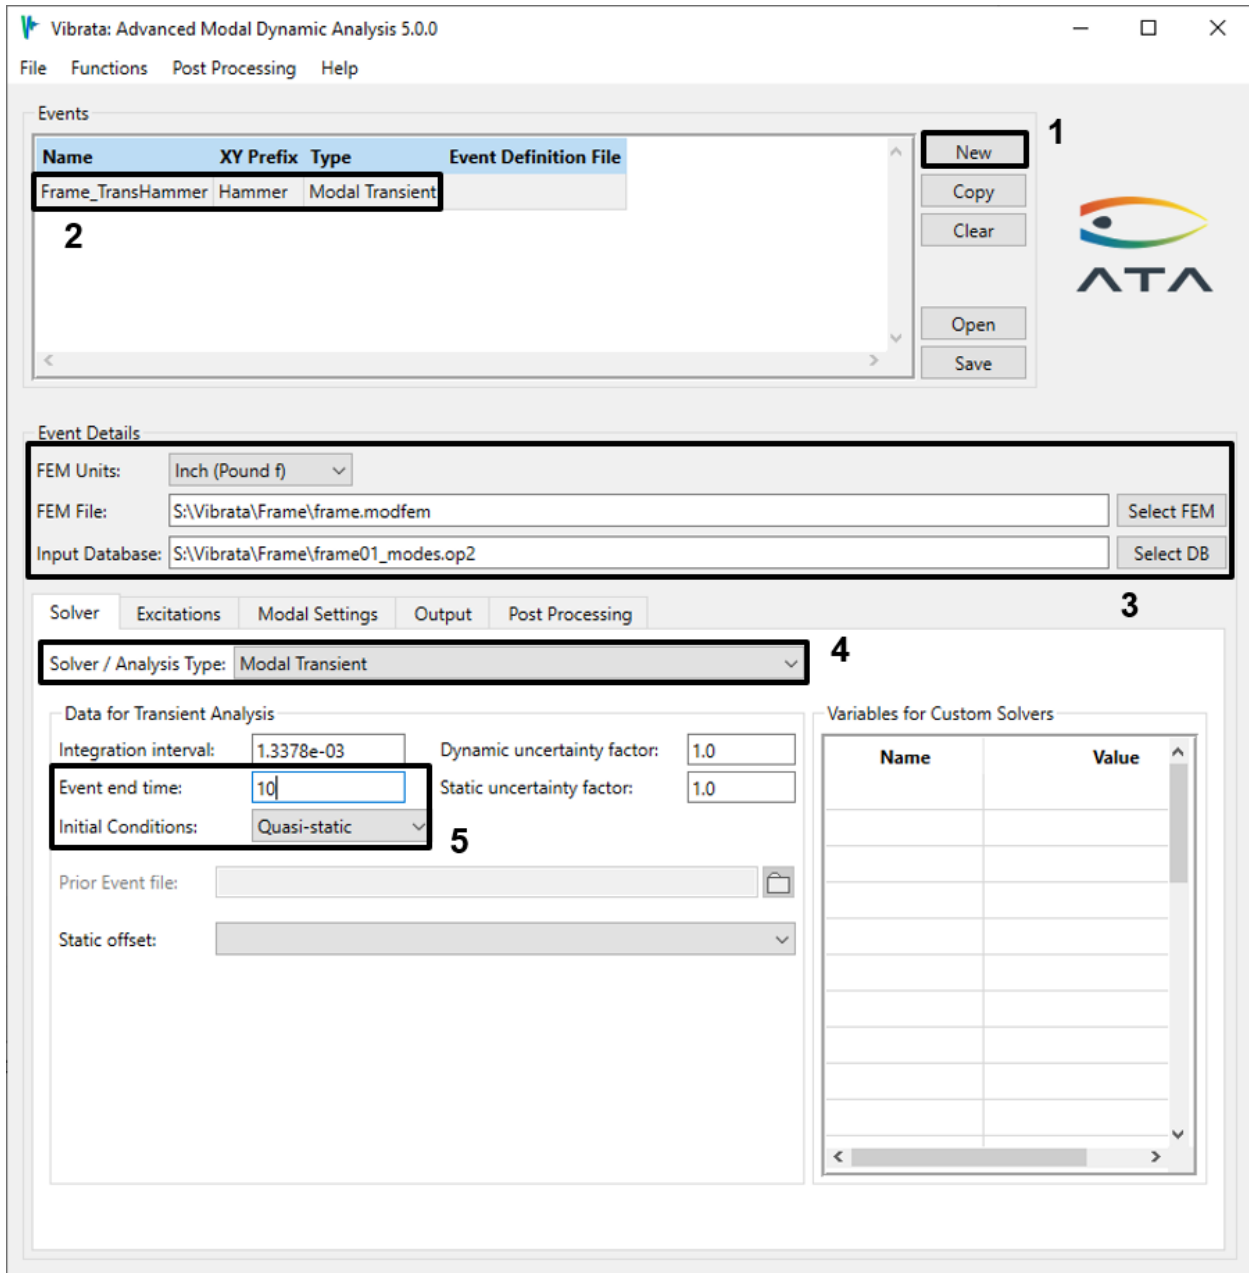 Vibrata: Advanced Modal Dynamic Analysis 5.0.0
File Functions Post Processing Help
Events
1
Name XY Prefix Type Event Definition File
New
Frame_TransHammer Hammer Modal Transient
Copy
2
Clear
ATA
Open
Save
Event Details
FEM Units: Inch (Pound f)
FEM File: S:\Vibrata\Frame\frame.modfem Select FEM
Input Database: S:\Vibrata\Frame\frame01_modes.op2 Select DB
3
Solver Excitations Modal Settings Output Post Processing
Solver / Analysis Type: Modal Transient
4
Data for Transient Analysis
Variables for Custom Solvers
Integration interval: 1.3378e-03 Dynamic uncertainty factor: 1.0
Name Value
Event end time: 10 Static uncertainty factor: 1.0
Initial Conditions: Quasi-static
5
Prior Event file:
Static offset: